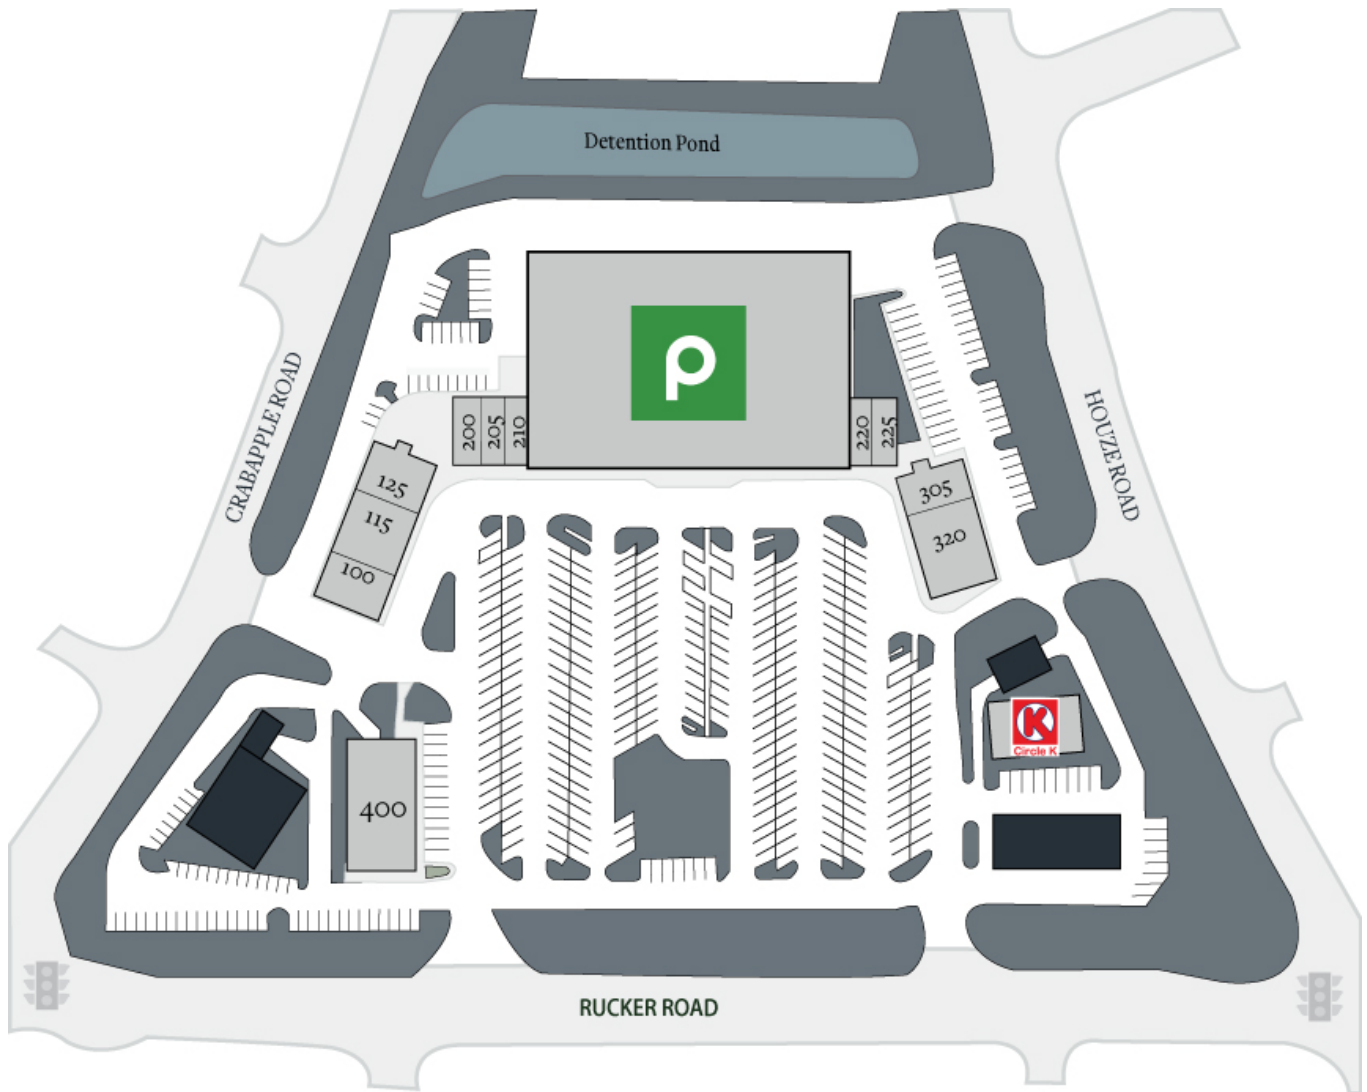 Detention Pond
CRABAPPLE ROAD
HOUZE ROAD
200
205
210
220
225
125
115
100
305
320
K
Circle K
400
RUCKER ROAD